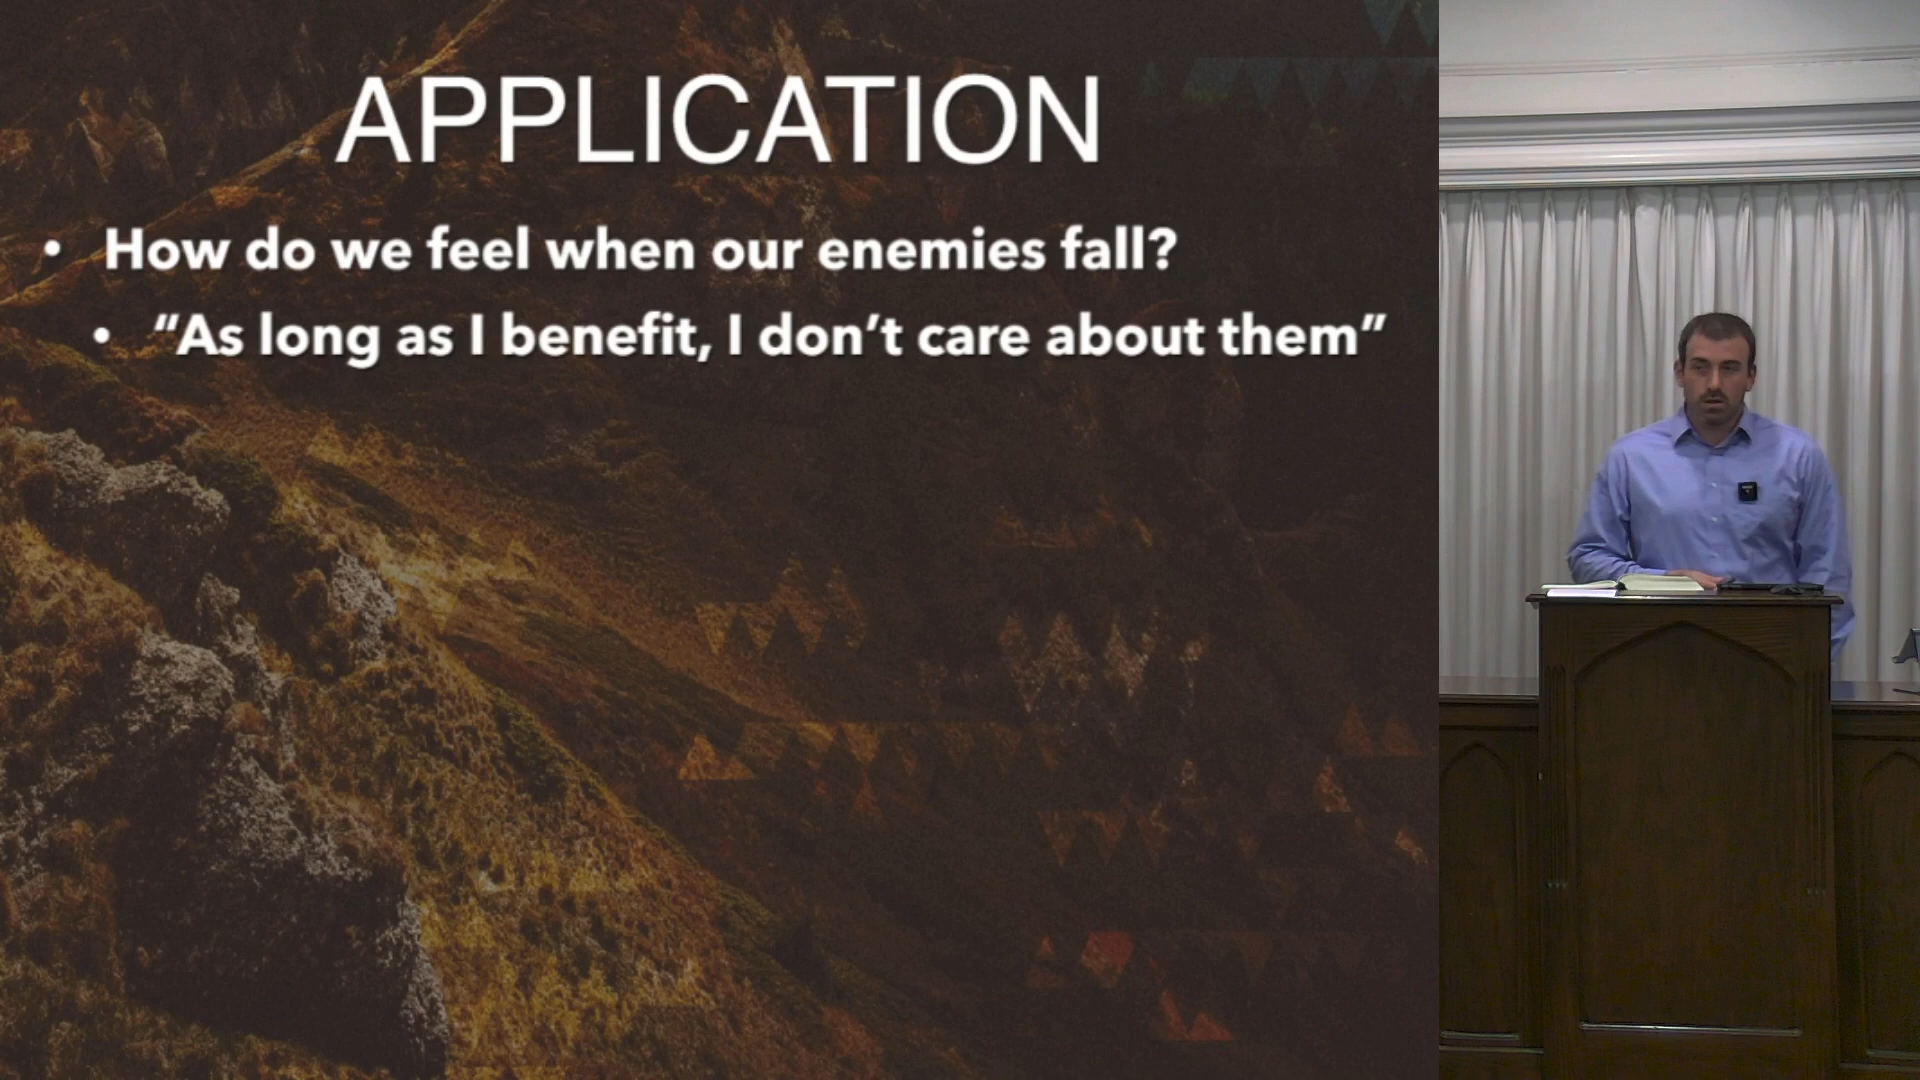 APPLICATION
• How do we feel when our enemies fall?
• “As long as I benefit, I don’t care about them”